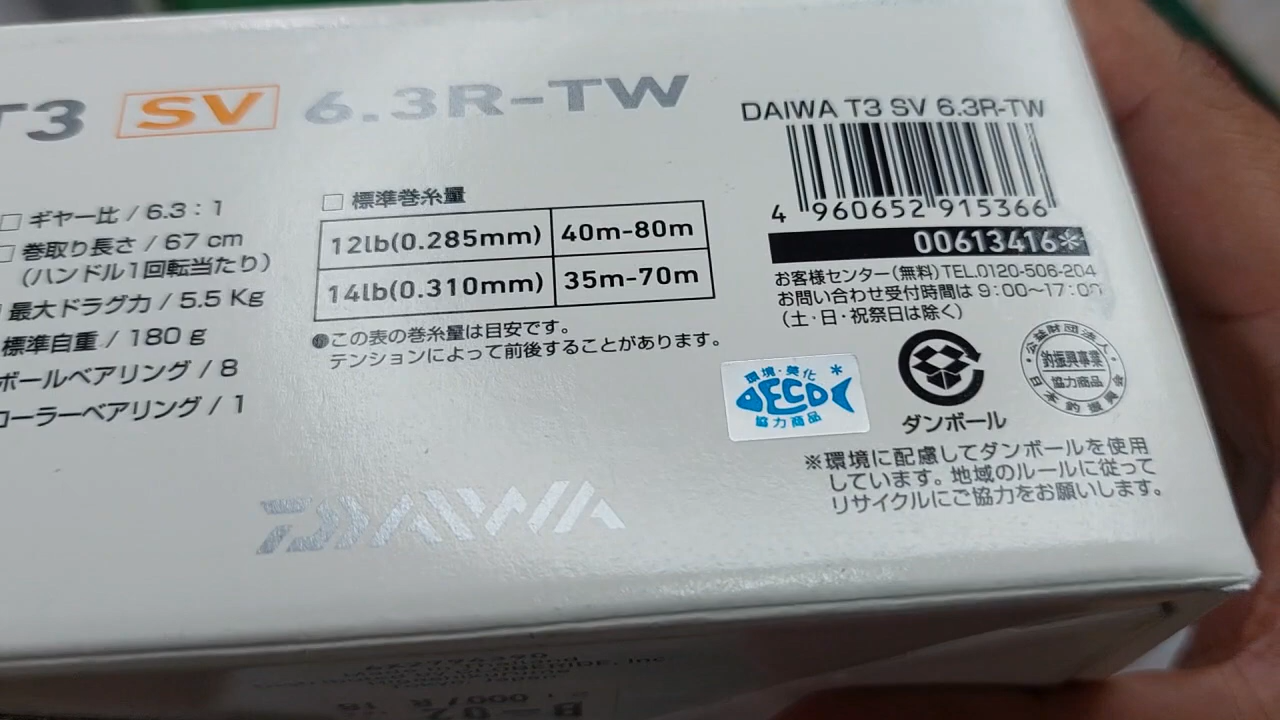 T3 SV 6.3R-TW
ギヤー比 / 6.3 : 1
巻取り長さ / 67 cm
(ハンドル1回転当たり)
最大ドラグ力 / 5.5 Kg
標準自重 / 180 g
ボールベアリング / 8
ローラーベアリング / 1
標準巻糸量
12lb(0.285mm) 40m-80m
14lb(0.310mm) 35m-70m
●この表の巻糸量は目安です。
テンションによって前後することがあります。
DAIWA T3 SV 6.3R-TW
4 960652 915366
00613416*
お客様センター(無料)TEL.0120-506-204
お問い合わせ受付時間は9:00~17:00
(土・日・祝祭日は除く)
環境・美化
ECO
協力商品
ダンボール
公益財団法人
釣振興事業
協力商品
日本釣振興会
※環境に配慮してダンボールを使用
しています。地域のルールに従って
リサイクルにご協力をお願いします。
DAIWA